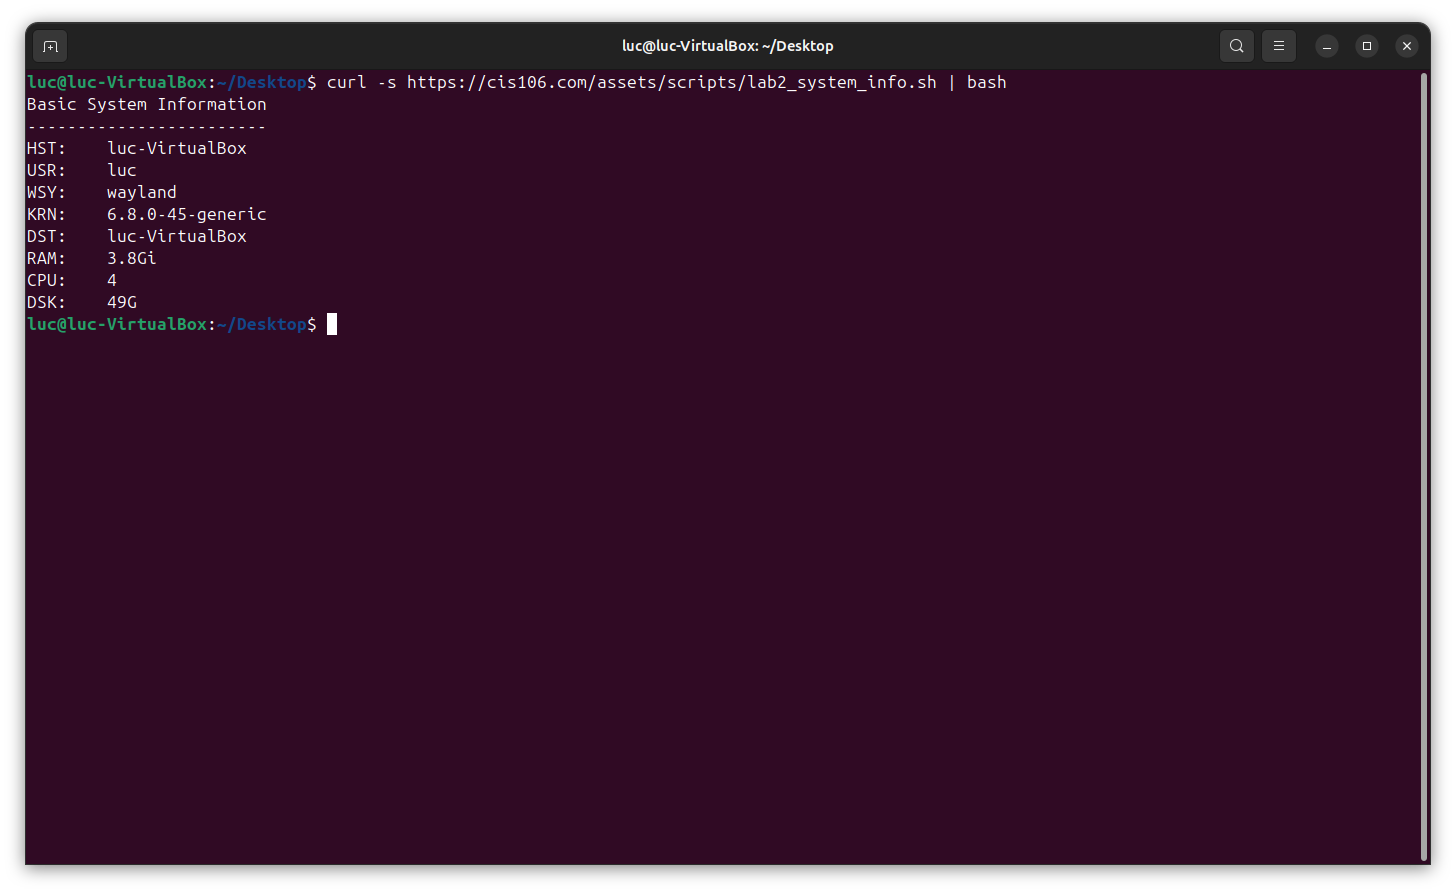 luc@luc-VirtualBox: ~/Desktop
luc@luc-VirtualBox:~/Desktop$ curl -s https://cis106.com/assets/scripts/lab2_system_info.sh | bash
Basic System Information
------------------------
HST:    luc-VirtualBox
USR:    luc
WSY:    wayland
KRN:    6.8.0-45-generic
DST:    luc-VirtualBox
RAM:    3.8Gi
CPU:    4
DSK:    49G
luc@luc-VirtualBox:~/Desktop$